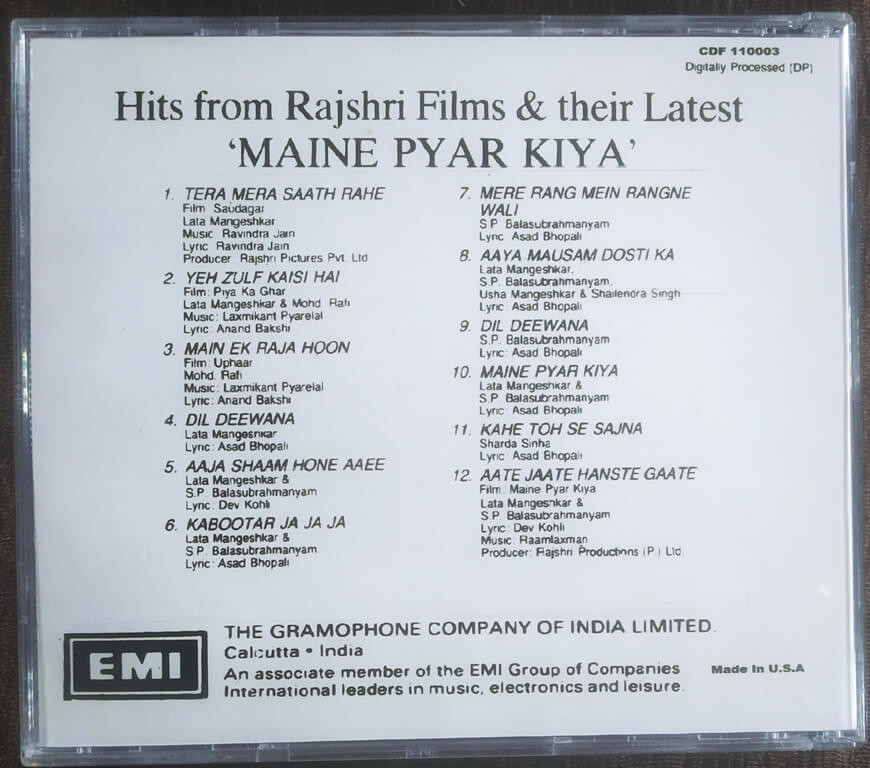 CDF 110003
Digitally Processed (DP)
Hits from Rajshri Films & their Latest
‘MAINE PYAR KIYA’
1. TERA MERA SAATH RAHE
Film: Saudagar
Lata Mangeshkar
Music: Ravindra Jain
Lyric: Ravindra Jain
Producer: Rajshri Pictures Pvt. Ltd
2. YEH ZULF KAISI HAI
Film: Piya Ka Ghar
Lata Mangeshkar & Mohd. Rafi
Music: Laxmikant Pyarelal
Lyric: Anand Bakshi
3. MAIN EK RAJA HOON
Film: Uphaar
Mohd. Rafi
Music: Laxmikant Pyarelal
Lyric: Anand Bakshi
4. DIL DEEWANA
Lata Mangeshkar
Lyric: Asad Bhopali
5. AAJA SHAAM HONE AAEE
Lata Mangeshkar &
S.P. Balasubrahmanyam
Lyric: Dev Kohli
6. KABOOTAR JA JA JA
Lata Mangeshkar &
S.P. Balasubrahmanyam
Lyric: Asad Bhopali
7. MERE RANG MEIN RANGNE
WALI
S.P. Balasubrahmanyam
Lyric: Asad Bhopali
8. AAYA MAUSAM DOSTI KA
Lata Mangeshkar,
S.P. Balasubrahmanyam,
Usha Mangeshkar & Shailendra Singh
Lyric: Asad Bhopali
9. DIL DEEWANA
S.P. Balasubrahmanyam
Lyric: Asad Bhopali
10. MAINE PYAR KIYA
Lata Mangeshkar &
S.P. Balasubrahmanyam
Lyric: Asad Bhopali
11. KAHE TOH SE SAJNA
Sharda Sinha
Lyric: Asad Bhopali
12. AATE JAATE HANSTE GAATE
Film: Maine Pyar Kiya
Lata Mangeshkar &
S.P. Balasubrahmanyam
Lyric: Dev Kohli
Music: Raamlaxman
Producer: Rajshri Productions (P.) Ltd.
EMI
THE GRAMOPHONE COMPANY OF INDIA LIMITED.
Calcutta • India
An associate member of the EMI Group of Companies
International leaders in music, electronics and leisure.
Made In U.S.A